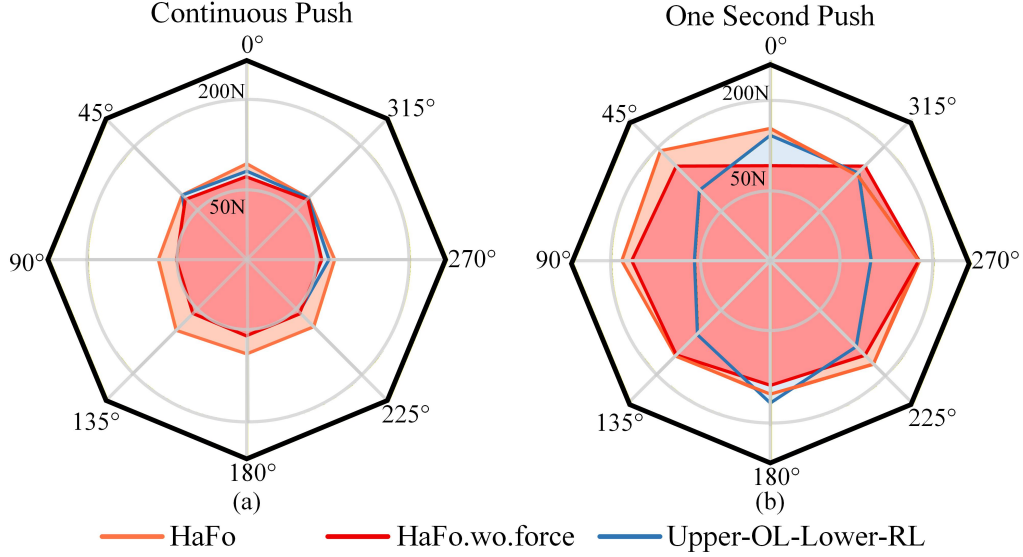 Continuous Push
One Second Push
0°
0°
200N
200N
45°
315°
45°
315°
50N
50N
90°
270°
90°
270°
135°
225°
135°
225°
180°
180°
(a)
(b)
HaFo
HaFo.wo.force
Upper-OL-Lower-RL